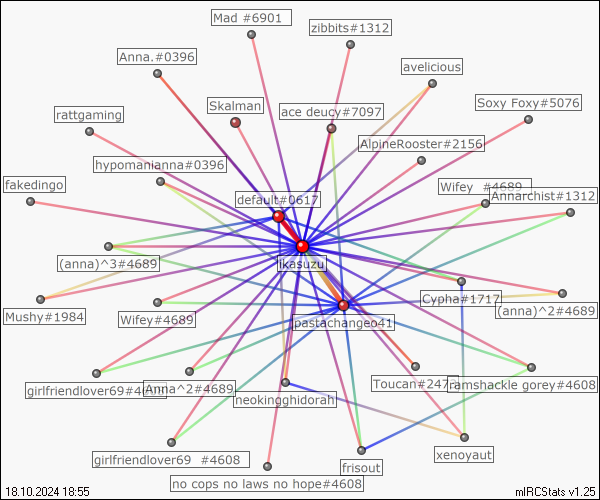 Mad #6901
zibbits#1312
Anna.#0396
avelicious
Skalman
ace deucy#7097
Soxy Foxy#5076
rattgaming
AlpineRooster#2156
hypomanianna#0396
fakedingo
default#0617
Wifey  #4689
Annarchist#1312
(anna)^3#4689
ikasuzu
Cypha#1717
(anna)^2#4689
Mushy#1984
Wifey#4689
pastachangeo41
girlfriendlover69#4
Anna^2#4689
neokingghidorah
Toucan#247
ramshackle gorey#4608
girlfriendlover69  #4608
frisout
xenoyaut
no cops no laws no hope#4608
18.10.2024 18:55
mIRCStats v1.25